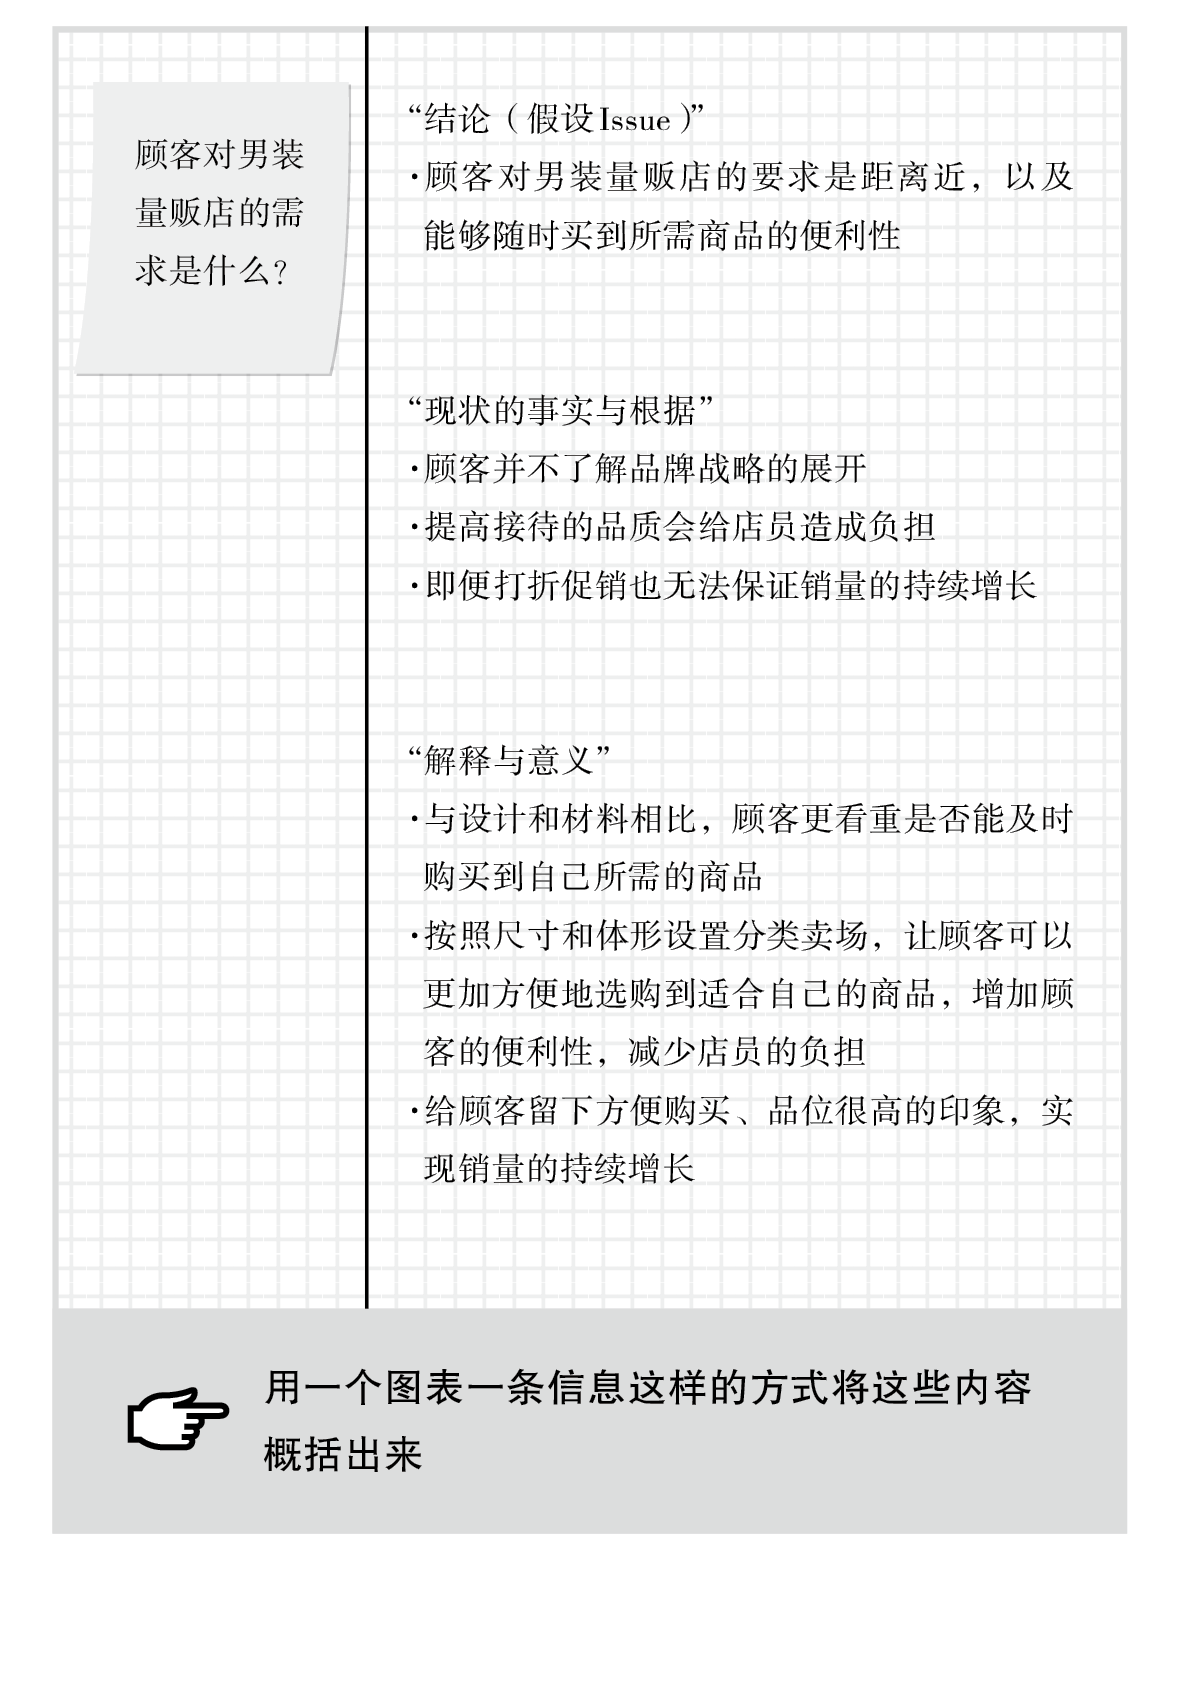 顾客对男装
量贩店的需
求是什么？
“结论（假设Issue）”
·顾客对男装量贩店的要求是距离近，以及
能够随时买到所需商品的便利性
“现状的事实与根据”
·顾客并不了解品牌战略的展开
·提高接待的品质会给店员造成负担
·即便打折促销也无法保证销量的持续增长
“解释与意义”
·与设计和材料相比，顾客更看重是否能及时
购买到自己所需的商品
·按照尺寸和体形设置分类卖场，让顾客可以
更加方便地选购到适合自己的商品，增加顾
客的便利性，减少店员的负担
·给顾客留下方便购买、品位很高的印象，实
现销量的持续增长
用一个图表一条信息这样的方式将这些内容
概括出来